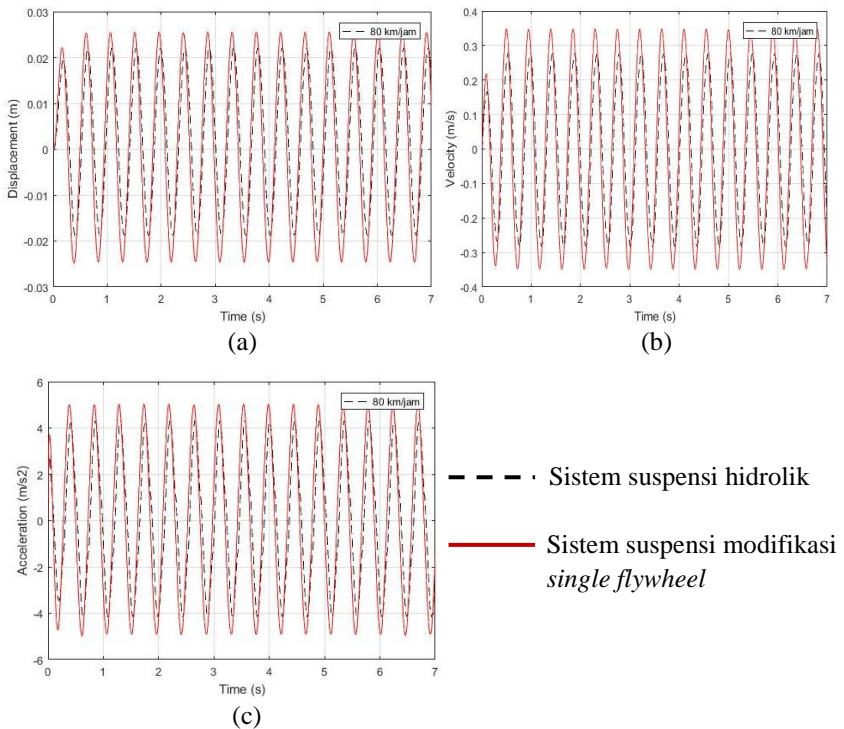 80 km/jam
0.03
0.02
0.01
0
-0.01
-0.02
-0.03
Displacement (m)
0 1 2 3 4 5 6 7
Time (s)
(a)
80 km/jam
0.4
0.3
0.2
0.1
0
-0.1
-0.2
-0.3
-0.4
Velocity (m/s)
0 1 2 3 4 5 6 7
Time (s)
(b)
80 km/jam
6
4
2
0
-2
-4
-6
Acceleration (m/s2)
0 1 2 3 4 5 6 7
Time (s)
(c)
Sistem suspensi hidrolik
Sistem suspensi modifikasi
single flywheel